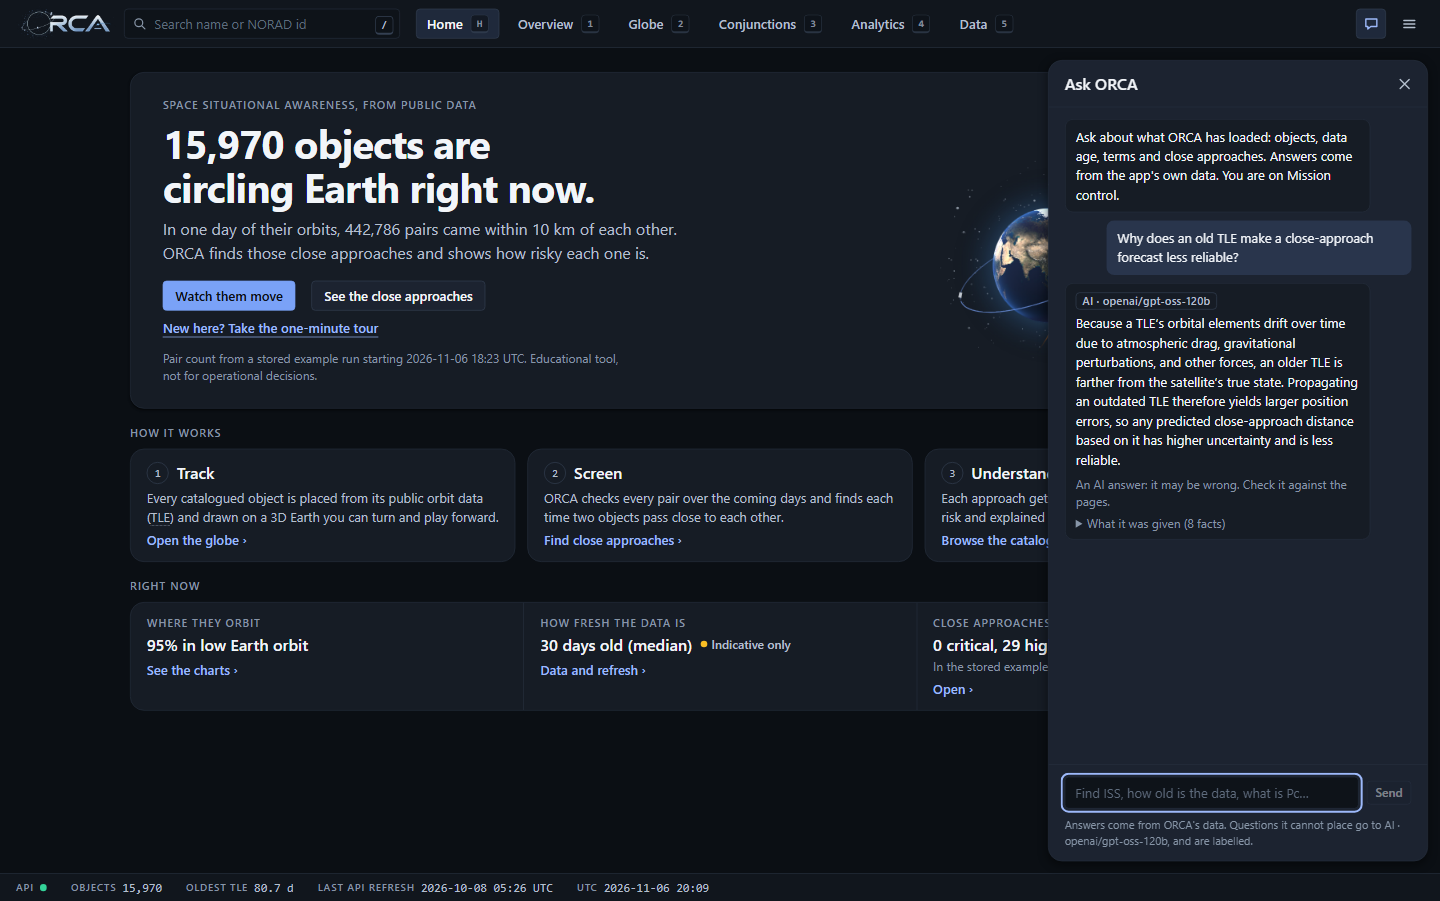 ORCA
Search name or NORAD id /
Home H
Overview 1
Globe 2
Conjunctions 3
Analytics 4
Data 5
SPACE SITUATIONAL AWARENESS, FROM PUBLIC DATA
15,970 objects are
circling Earth right now.
In one day of their orbits, 442,786 pairs came within 10 km of each other.
ORCA finds those close approaches and shows how risky each one is.
Watch them move
See the close approaches
New here? Take the one-minute tour
Pair count from a stored example run starting 2026-11-06 18:23 UTC. Educational tool,
not for operational decisions.
HOW IT WORKS
1 Track
Every catalogued object is placed from its public orbit data
(TLE) and drawn on a 3D Earth you can turn and play forward.
Open the globe ›
2 Screen
ORCA checks every pair over the coming days and finds each
time two objects pass close to each other.
Find close approaches ›
3 Understan
Each approach get
risk and explained
Browse the catalog
RIGHT NOW
WHERE THEY ORBIT
95% in low Earth orbit
See the charts ›
HOW FRESH THE DATA IS
30 days old (median) Indicative only
Data and refresh ›
CLOSE APPROACHES
0 critical, 29 hig
In the stored example
Open ›
Ask ORCA
Ask about what ORCA has loaded: objects, data
age, terms and close approaches. Answers come
from the app's own data. You are on Mission
control.
Why does an old TLE make a close-approach
forecast less reliable?
AI · openai/gpt-oss-120b
Because a TLE's orbital elements drift over time
due to atmospheric drag, gravitational
perturbations, and other forces, an older TLE is
farther from the satellite's true state. Propagating
an outdated TLE therefore yields larger position
errors, so any predicted close-approach distance
based on it has higher uncertainty and is less
reliable.
An AI answer: it may be wrong. Check it against the
pages.
What it was given (8 facts)
Find ISS, how old is the data, what is Pc...
Send
Answers come from ORCA's data. Questions it cannot place go to AI ·
openai/gpt-oss-120b, and are labelled.
API
OBJECTS 15,970
OLDEST TLE 80.7 d
LAST API REFRESH 2026-10-08 05:26 UTC
UTC 2026-11-06 20:09